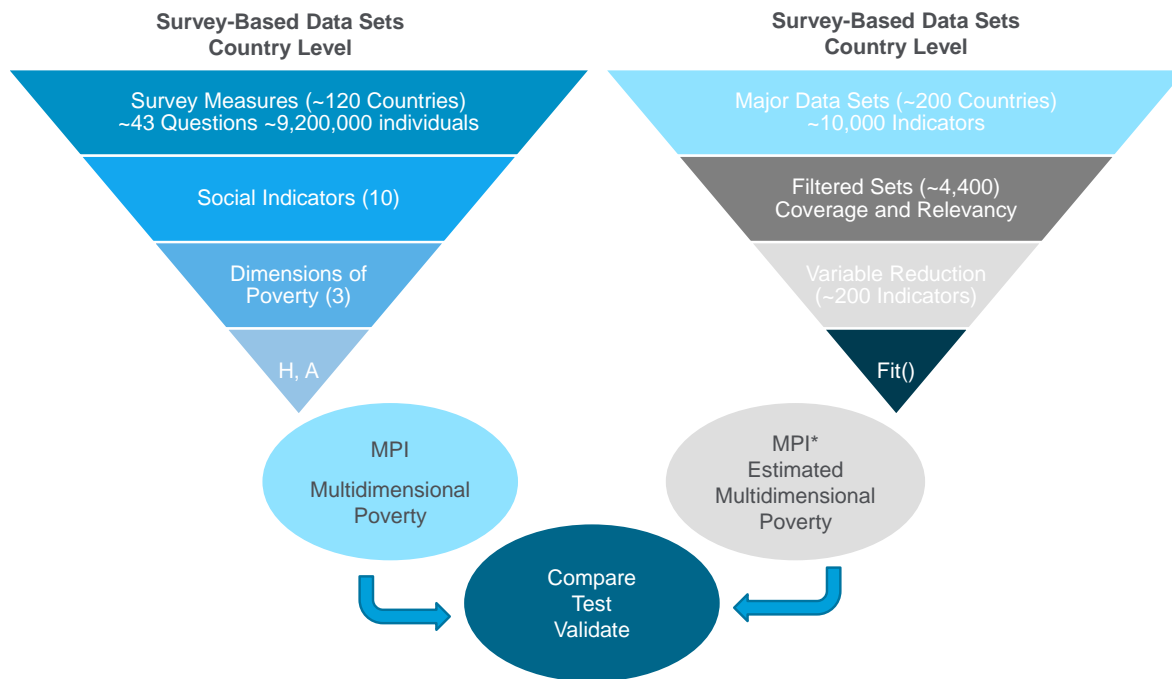 Survey-Based Data Sets
Country Level
Survey Measures (~120 Countries)
~43 Questions ~9,200,000 individuals
Social Indicators (10)
Dimensions of
Poverty (3)
H, A
MPI
Multidimensional
Poverty
Survey-Based Data Sets
Country Level
Major Data Sets (~200 Countries)
~10,000 Indicators
Filtered Sets (~4,400)
Coverage and Relevancy
Variable Reduction
(~200 Indicators)
Fit()
MPI*
Estimated
Multidimensional
Poverty
Compare
Test
Validate